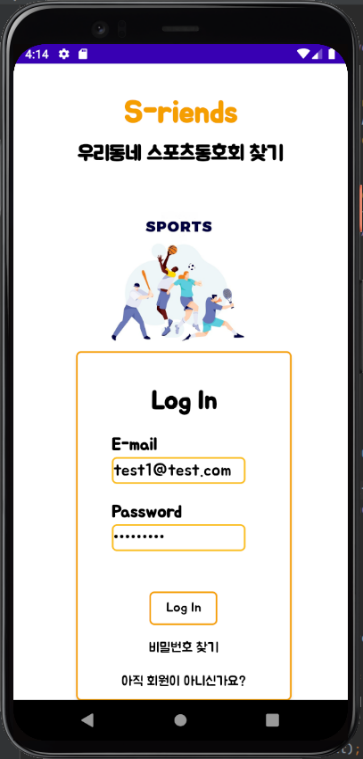 4:14
S-riends
우리동네 스포츠동호회 찾기
SPORTS
Log In
E-mail
test1@test.com
Password
•••••••••
Log In
비밀번호 찾기
아직 회원이 아니신가요?
();